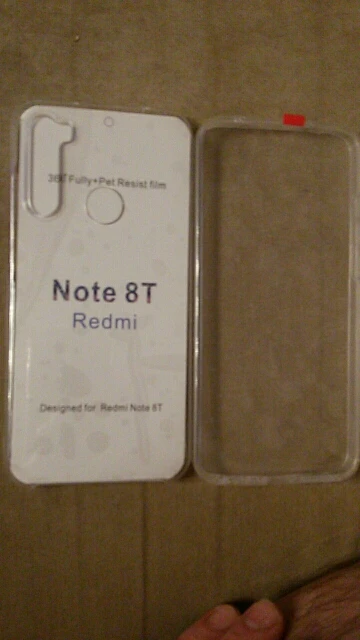 360 Fully+Pet Resist film
Note 8T
Redmi
Designed for Redmi Note 8T